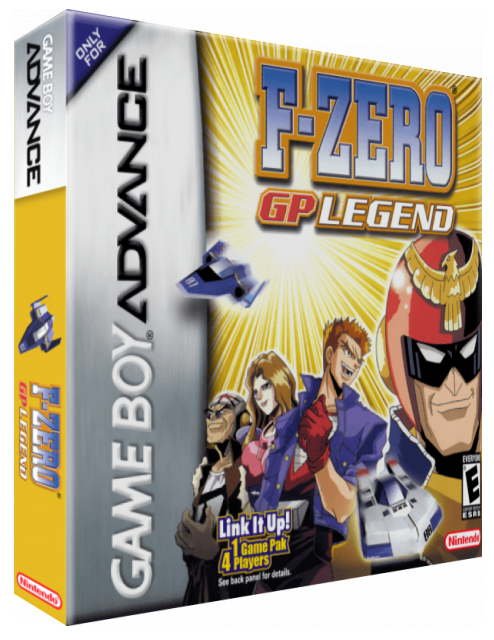 GAME BOY
ADVANCE
F-ZERO
GP LEGEND
Nintendo
ONLY
FOR
GAME BOY ADVANCE
F-ZERO
GP LEGEND
Link It Up!
1 Game Pak
4 Players
See back panel for details.
EVERYONE
E
ESRB
Nintendo